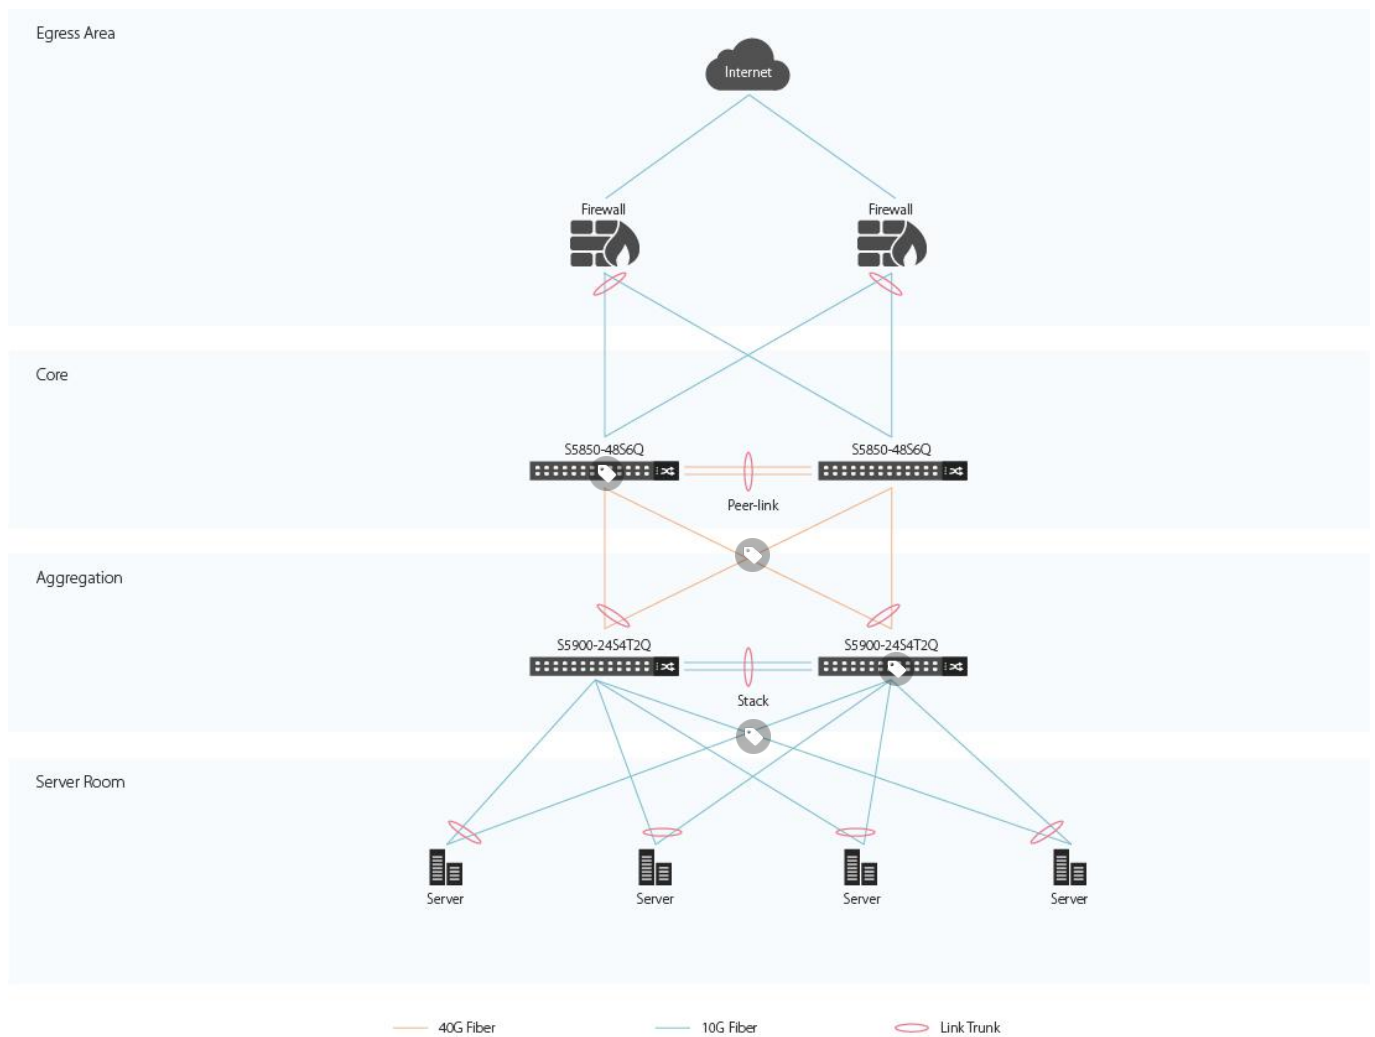 Egress Area
Internet
Firewall
Firewall
Core
S5850-48S6Q
S5850-48S6Q
Peer-link
Aggregation
S5900-24S4T2Q
S5900-24S4T2Q
Stack
Server Room
Server
Server
Server
Server
40G Fiber
10G Fiber
Link Trunk